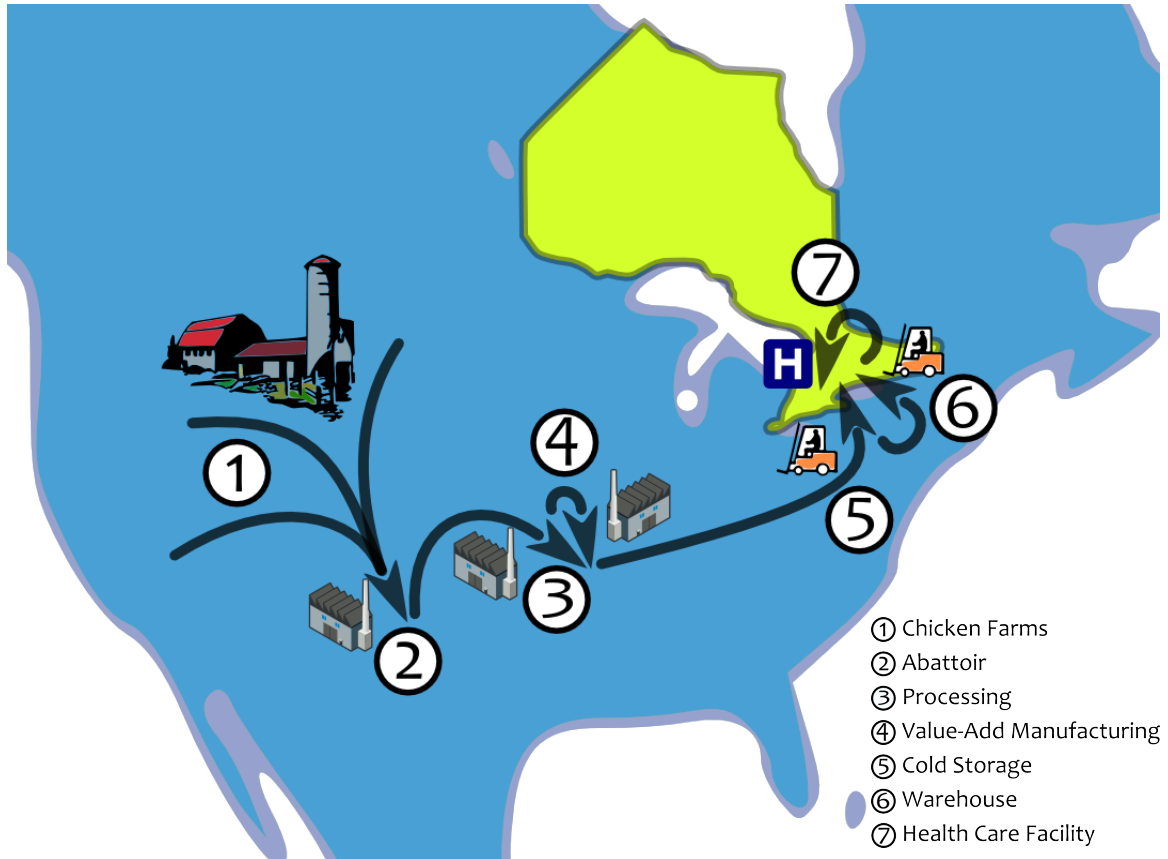 7
H
6
4
1
5
3
2
① Chicken Farms
② Abattoir
③ Processing
④ Value-Add Manufacturing
⑤ Cold Storage
⑥ Warehouse
⑦ Health Care Facility